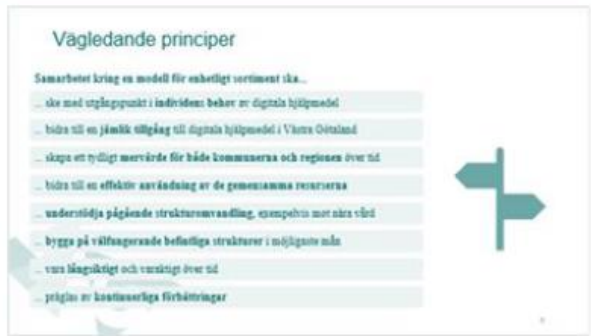 Vägledande principer
Samarbetet kring en modell för enhetligt sortiment ska...
... ske med utgångspunkt i individens behov av digitala hjälpmedel
... bidra till en jämlik tillgång till digitala hjälpmedel i Västra Götaland
... skapa ett tydligt mervärde för både kommunerna och regionen över tid
... bidra till en effektiv användning av de gemensamma resurserna
... understödja pågående strukturomvandling, exempelvis mot nära vård
... bygga på välfungerande befintliga strukturer i möjligaste mån
... vara långsiktigt och varaktigt över tid
... präglas av kontinuerliga förbättringar